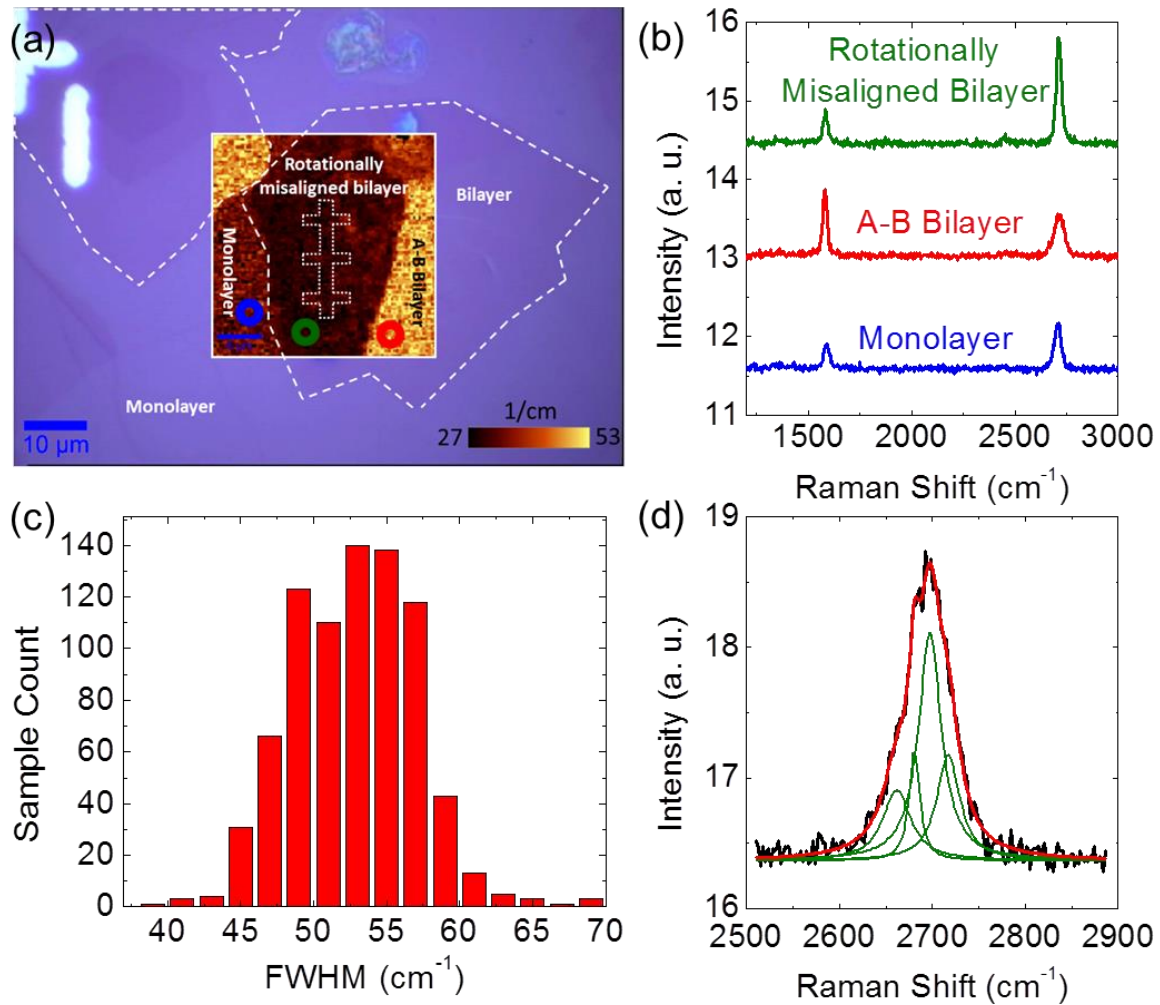 (a)
Rotationally
misaligned bilayer
Bilayer
Monolayer
A-B Bilayer
Monolayer
10 µm
1/cm
27
53
(b)
16
15
14
13
12
11
Intensity (a. u.)
Rotationally
Misaligned Bilayer
A-B Bilayer
Monolayer
1500 2000 2500 3000
Raman Shift (cm⁻¹)
(c)
140
120
100
80
60
40
20
0
Sample Count
40 45 50 55 60 65 70
FWHM (cm⁻¹)
(d)
19
18
17
16
Intensity (a. u.)
2500 2600 2700 2800 2900
Raman Shift (cm⁻¹)